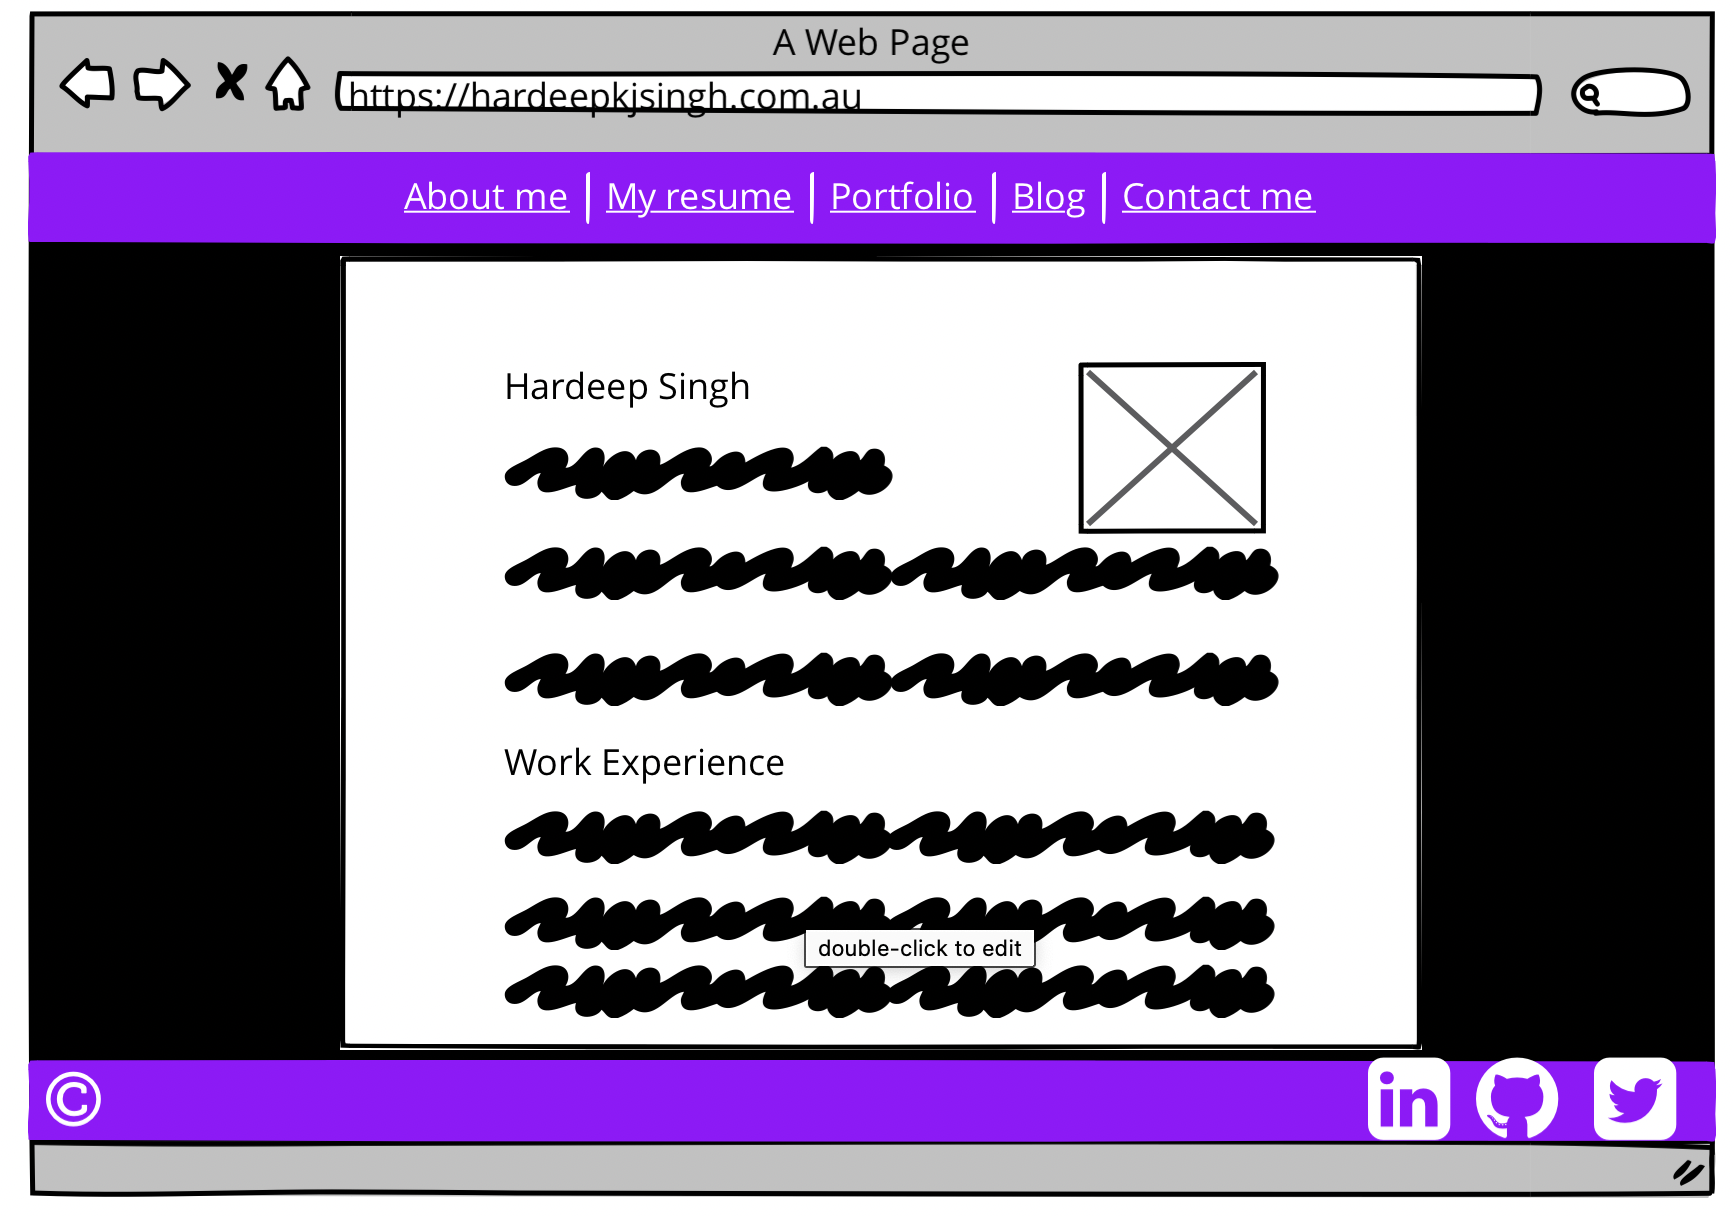 A Web Page
https://hardeepkjsingh.com.au
About me | My resume | Portfolio | Blog | Contact me
Hardeep Singh
Work Experience
double-click to edit
©
in